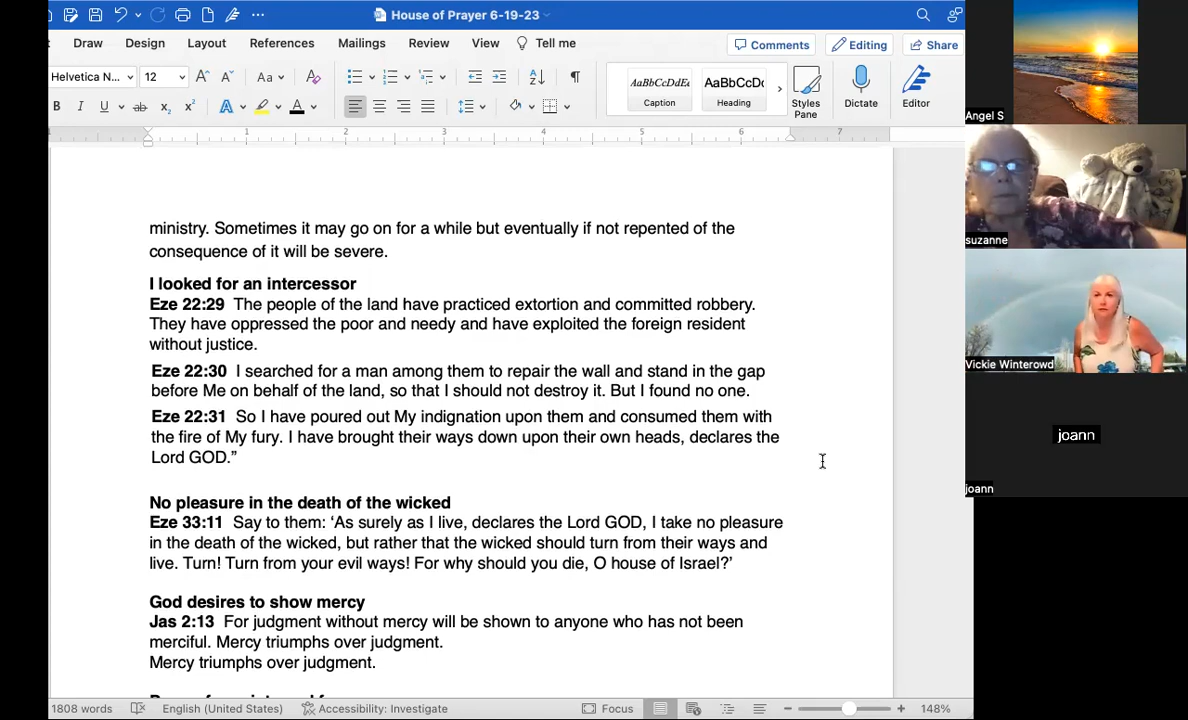 House of Prayer 6-19-23
Draw Design Layout References Mailings Review View Tell me
Comments Editing Share
Helvetica N... 12
Aa
B I U ab x₂ x² A A
AaBbCcDdEe AaBbCcDc
Caption Heading
Styles Pane
Dictate
Editor
1 2 3 4 5 6 7
ministry. Sometimes it may go on for a while but eventually if not repented of the
consequence of it will be severe.
I looked for an intercessor
Eze 22:29 The people of the land have practiced extortion and committed robbery.
They have oppressed the poor and needy and have exploited the foreign resident
without justice.
Eze 22:30 I searched for a man among them to repair the wall and stand in the gap
before Me on behalf of the land, so that I should not destroy it. But I found no one.
Eze 22:31 So I have poured out My indignation upon them and consumed them with
the fire of My fury. I have brought their ways down upon their own heads, declares the
Lord GOD.”
No pleasure in the death of the wicked
Eze 33:11 Say to them: ‘As surely as I live, declares the Lord GOD, I take no pleasure
in the death of the wicked, but rather that the wicked should turn from their ways and
live. Turn! Turn from your evil ways! For why should you die, O house of Israel?’
God desires to show mercy
Jas 2:13 For judgment without mercy will be shown to anyone who has not been
merciful. Mercy triumphs over judgment.
Mercy triumphs over judgment.
1808 words English (United States) Accessibility: Investigate Focus 148%
Angel S
suzanne
Vickie Winterowd
joann
joann